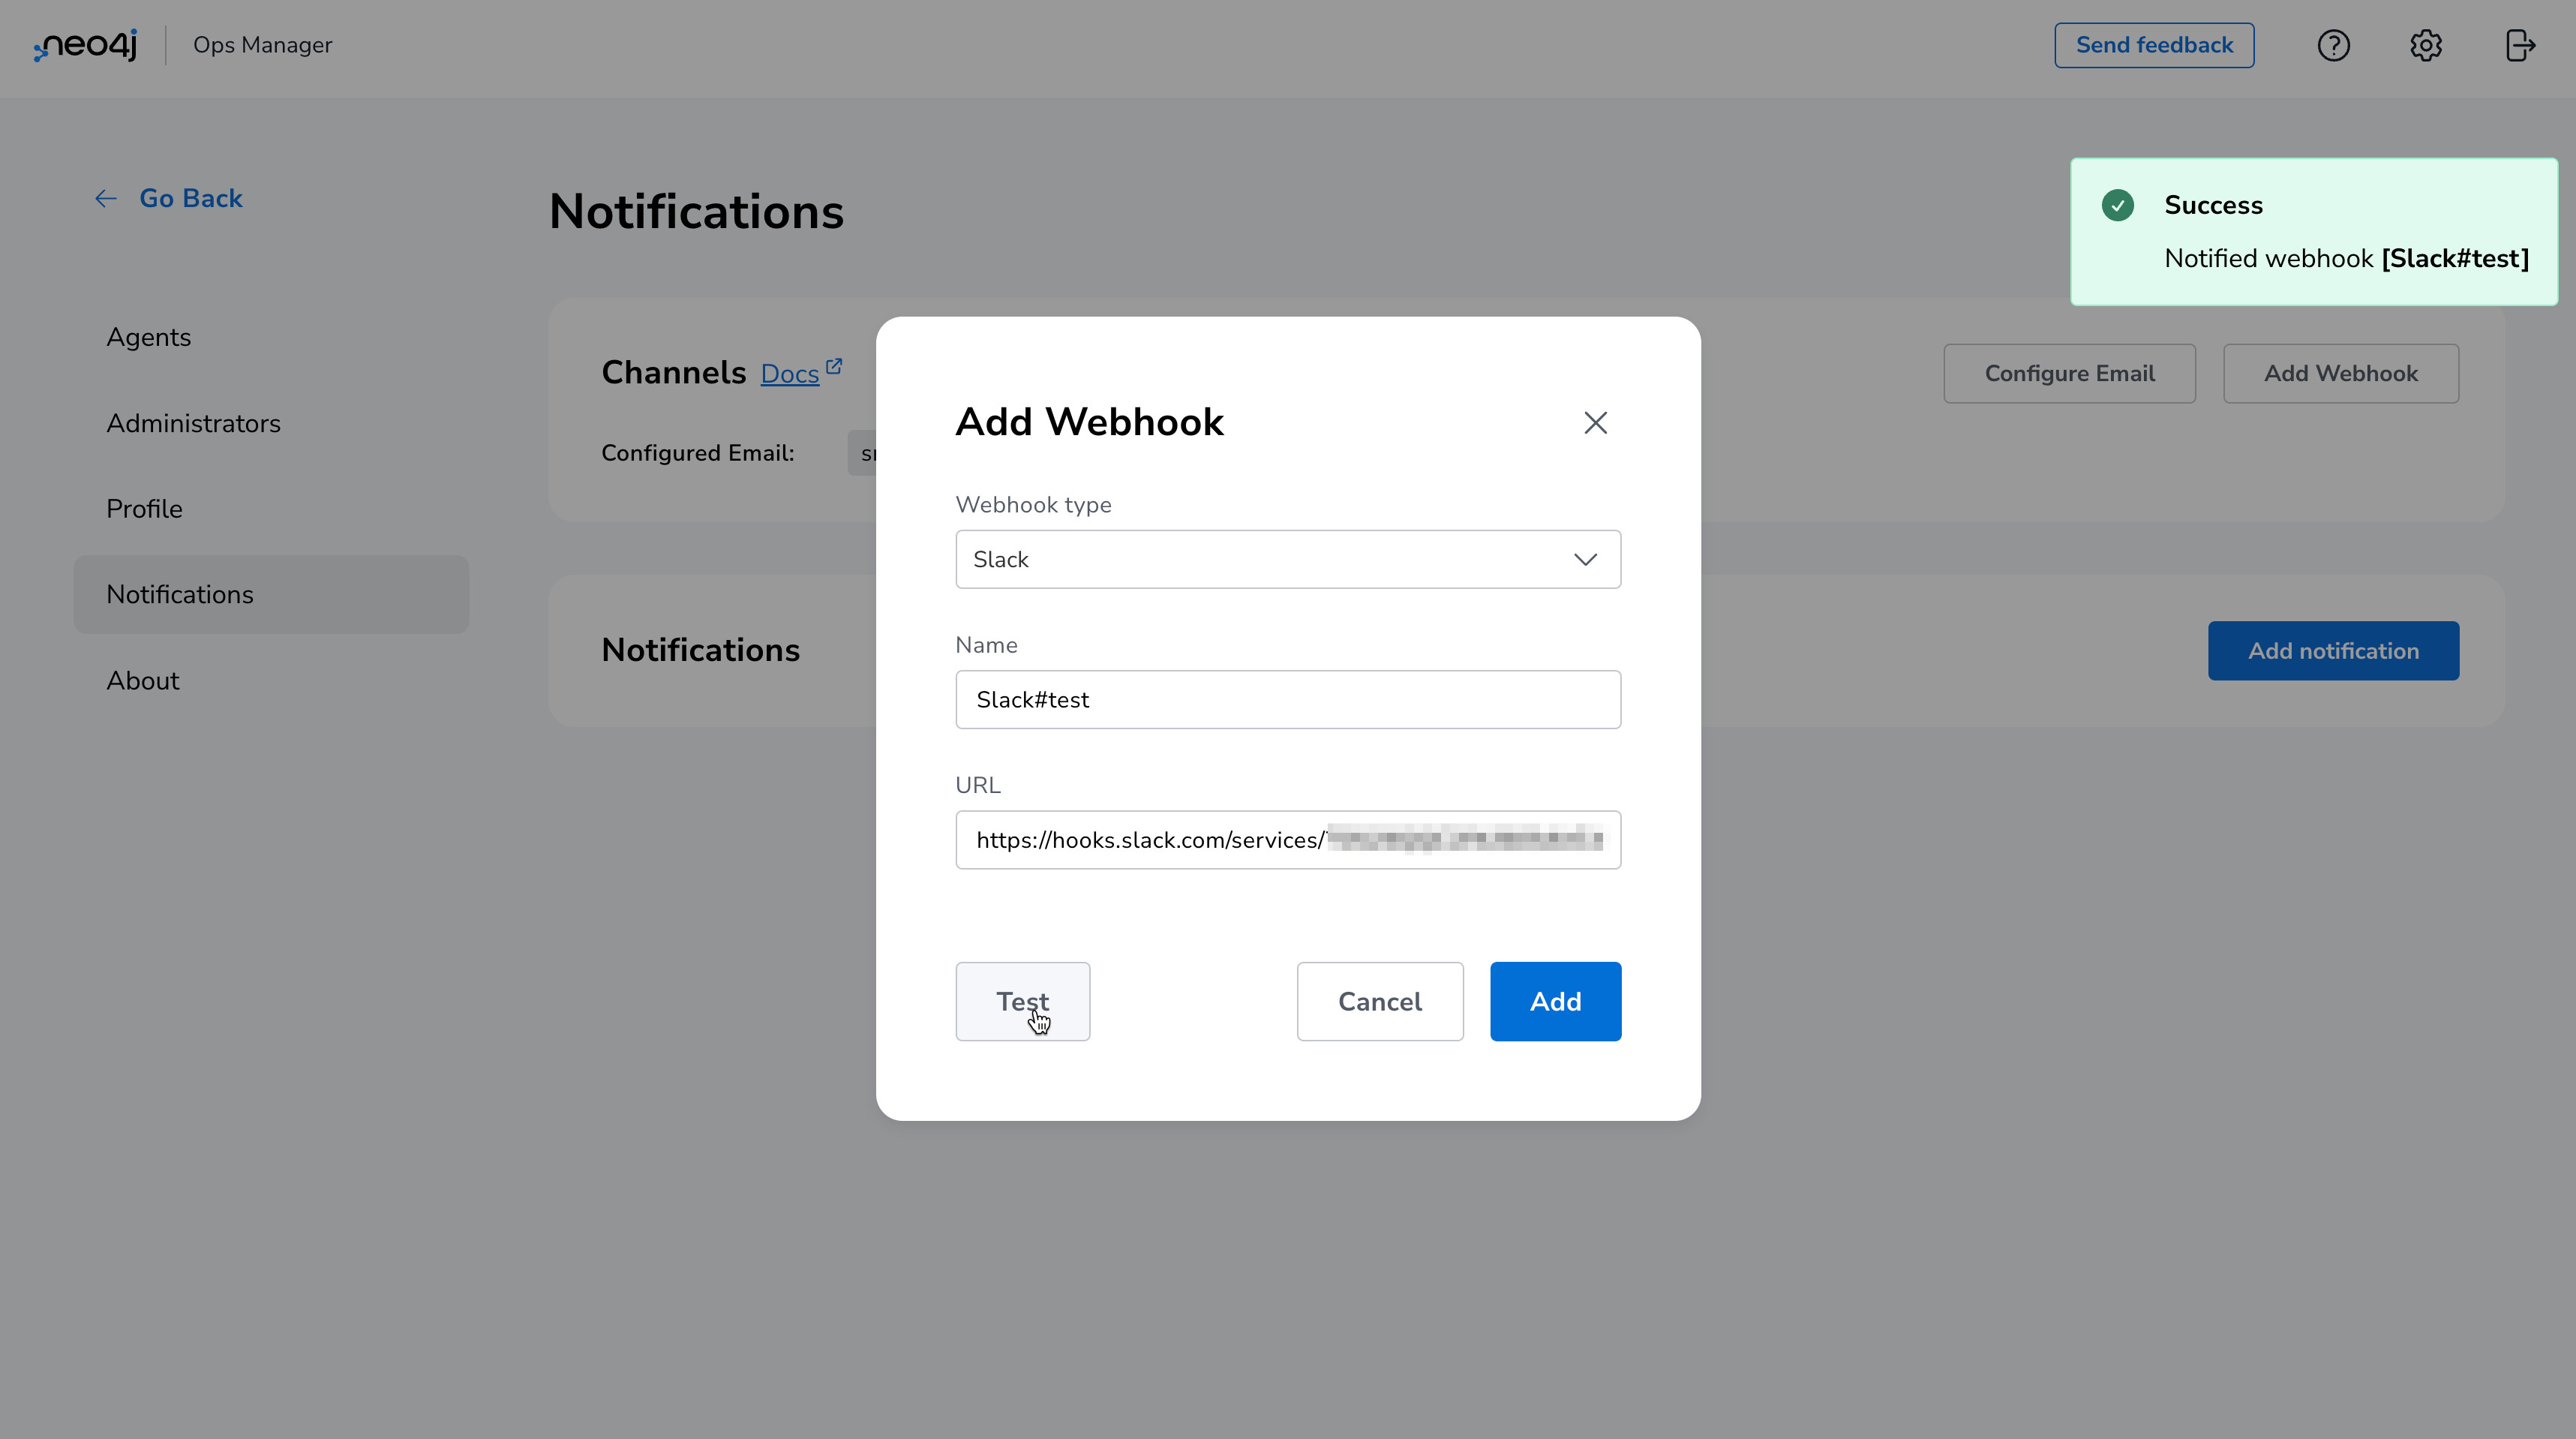 neo4j
Ops Manager
Send feedback
Go Back
Notifications
Success
Notified webhook [Slack#test]
Agents
Administrators
Profile
Notifications
About
Channels Docs
Configure Email
Add Webhook
Configured Email:
Notifications
Add notification
Add Webhook
Webhook type
Slack
Name
Slack#test
URL
https://hooks.slack.com/services/
Test
Cancel
Add